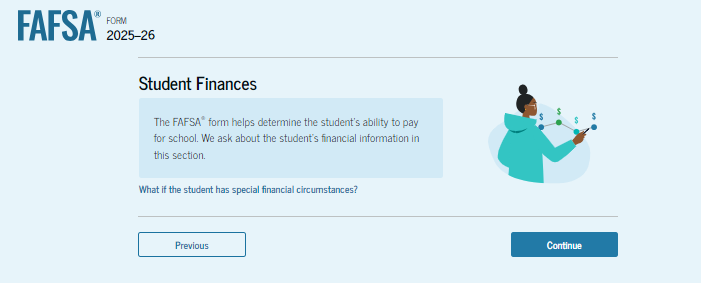 FAFSA® FORM
2025–26
Student Finances
The FAFSA® form helps determine the student's ability to pay
for school. We ask about the student's financial information in
this section.
$ $ $ $
What if the student has special financial circumstances?
Previous
Continue